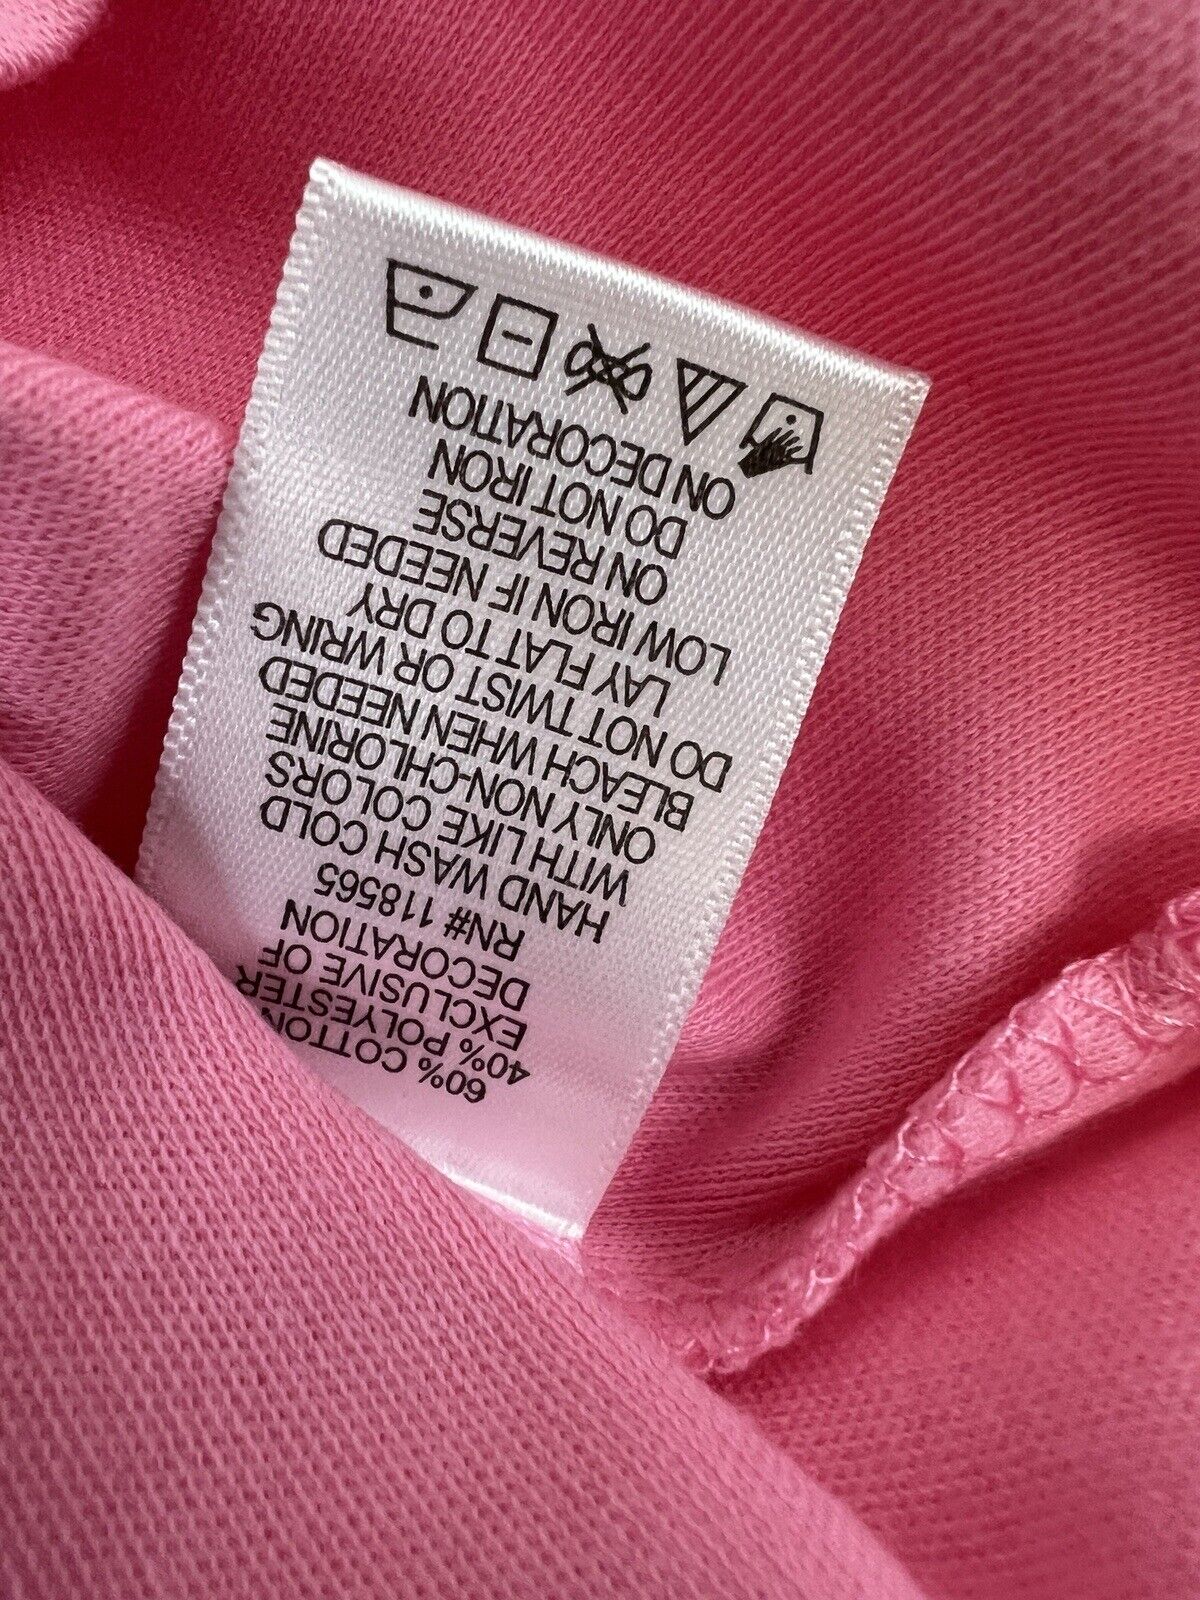 60% COTTON
40% POLYESTER
EXCLUSIVE OF
DECORATION
RN# 118565
HAND WASH COLD
WITH LIKE COLORS
ONLY NON-CHLORINE
BLEACH WHEN NEEDED
DO NOT TWIST OR WRING
LAY FLAT TO DRY
LOW IRON IF NEEDED
ON REVERSE
DO NOT IRON
ON DECORATION